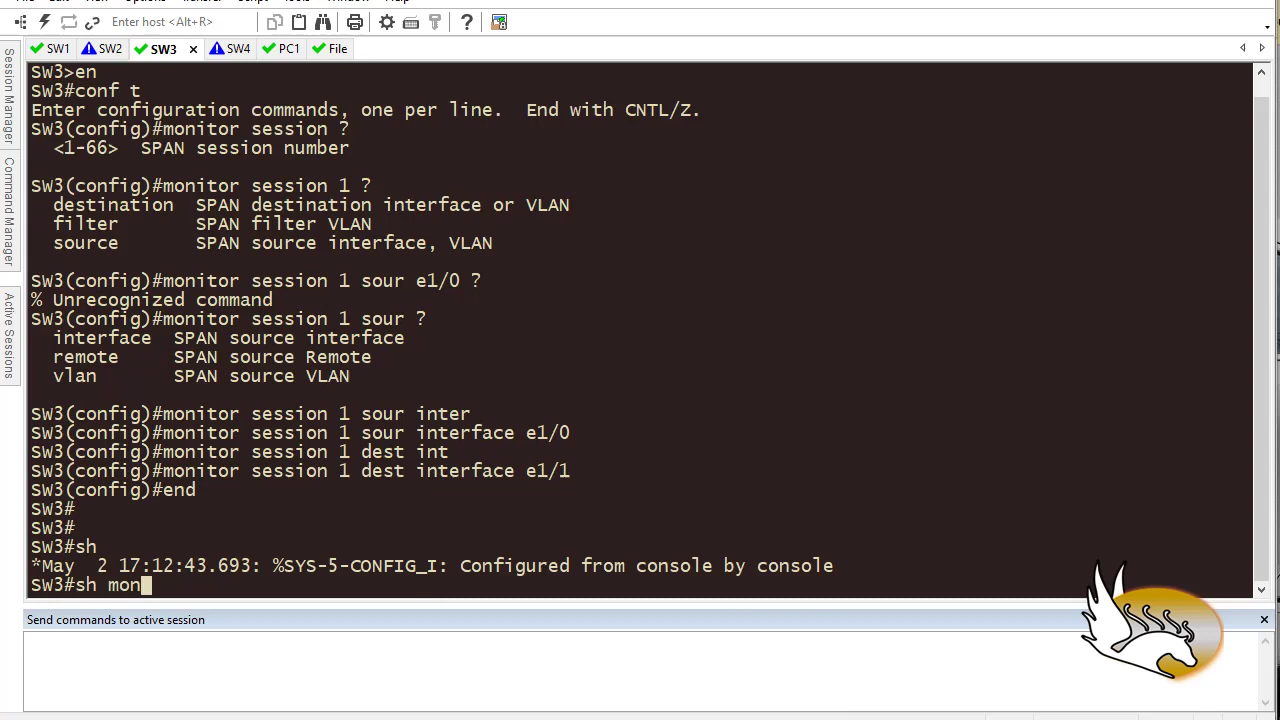 Enter host <Alt+R>
SW1 SW2 SW3 × SW4 PC1 File
Session Manager
Command Manager
Active Sessions
SW3>en
SW3#conf t
Enter configuration commands, one per line.  End with CNTL/Z.
SW3(config)#monitor session ?
  <1-66>  SPAN session number
SW3(config)#monitor session 1 ?
  destination  SPAN destination interface or VLAN
  filter       SPAN filter VLAN
  source       SPAN source interface, VLAN
SW3(config)#monitor session 1 sour e1/0 ?
% Unrecognized command
SW3(config)#monitor session 1 sour ?
  interface  SPAN source interface
  remote     SPAN source Remote
  vlan       SPAN source VLAN
SW3(config)#monitor session 1 sour inter
SW3(config)#monitor session 1 sour interface e1/0
SW3(config)#monitor session 1 dest int
SW3(config)#monitor session 1 dest interface e1/1
SW3(config)#end
SW3#
SW3#
SW3#sh
*May  2 17:12:43.693: %SYS-5-CONFIG_I: Configured from console by console
SW3#sh mon
Send commands to active session